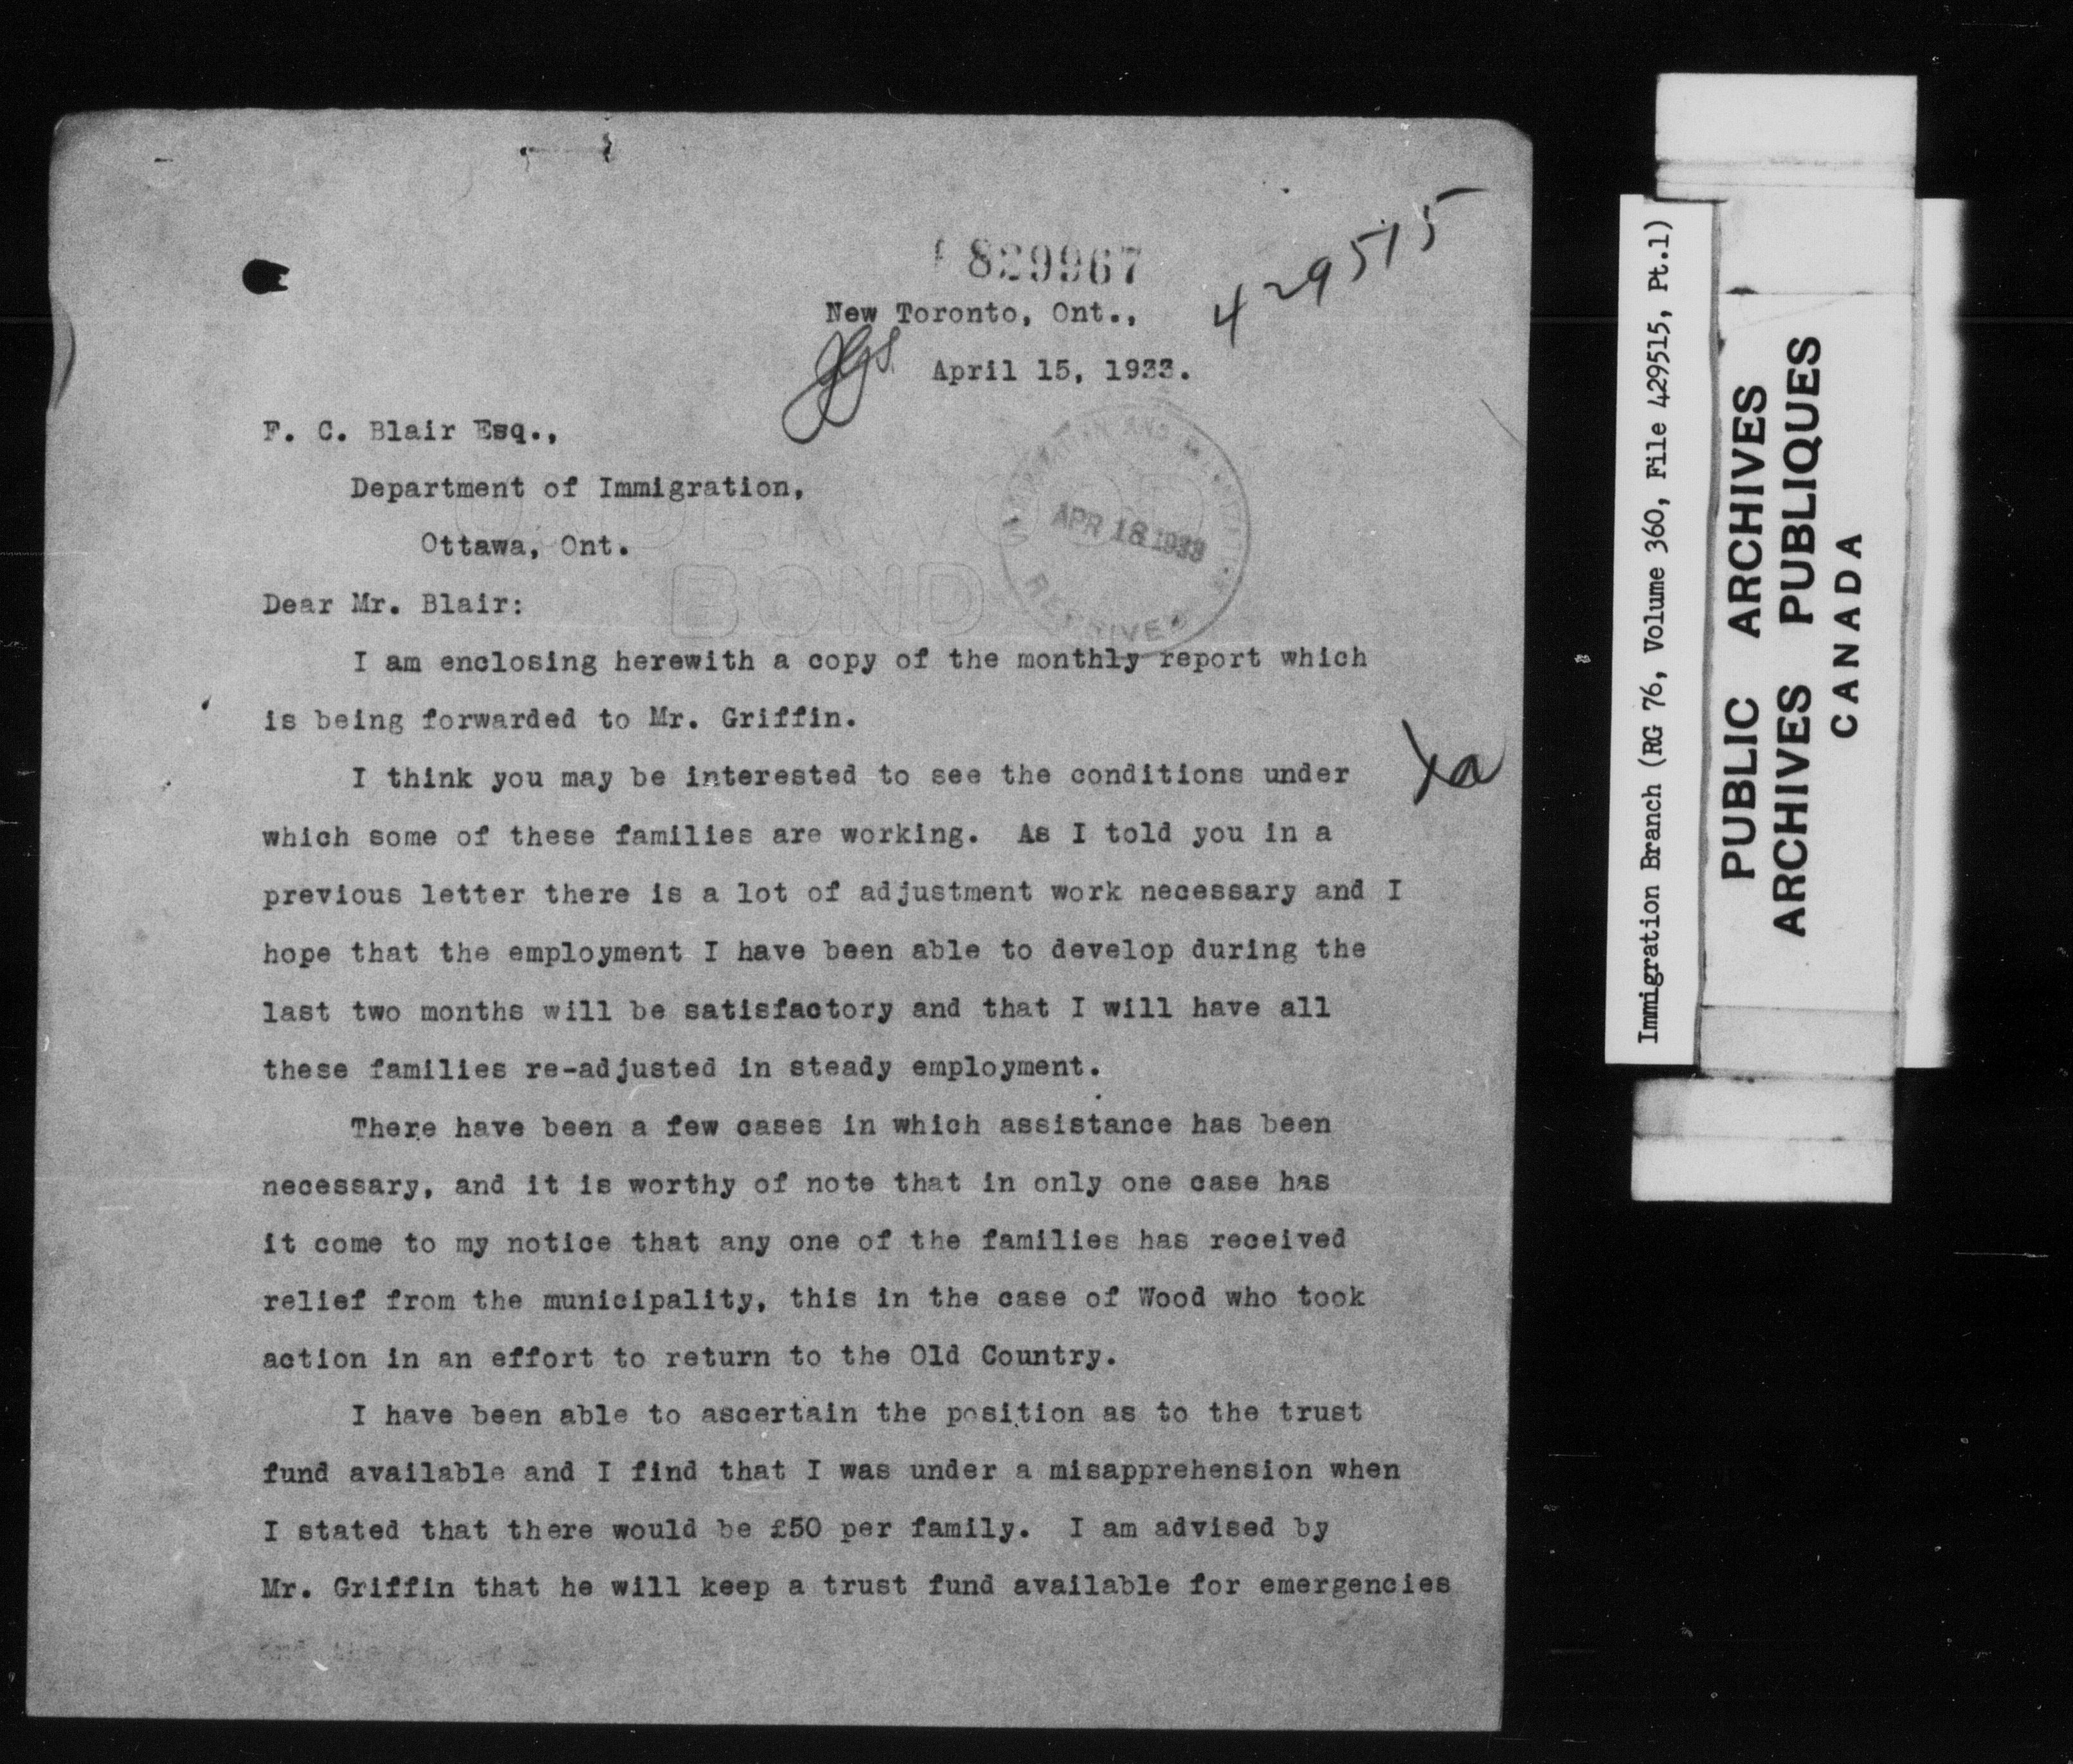 829967
429515
New Toronto, Ont.,
April 15, 1933.
F. C. Blair Esq.,
Department of Immigration,
Ottawa, Ont.
APR 18 1933
RECEIVED
BOND
Dear Mr. Blair:
I am enclosing herewith a copy of the monthly report which
is being forwarded to Mr. Griffin.
I think you may be interested to see the conditions under
which some of these families are working. As I told you in a
previous letter there is a lot of adjustment work necessary and I
hope that the employment I have been able to develop during the
last two months will be satisfactory and that I will have all
these families re-adjusted in steady employment.
There have been a few cases in which assistance has been
necessary, and it is worthy of note that in only one case has
it come to my notice that any one of the families has received
relief from the municipality, this in the case of Wood who took
action in an effort to return to the Old Country.
I have been able to ascertain the position as to the trust
fund available and I find that I was under a misapprehension when
I stated that there would be £50 per family. I am advised by
Mr. Griffin that he will keep a trust fund available for emergencies
Immigration Branch (RG 76, Volume 360, File 429515, Pt.1)
PUBLIC ARCHIVES
ARCHIVES PUBLIQUES
CANADA